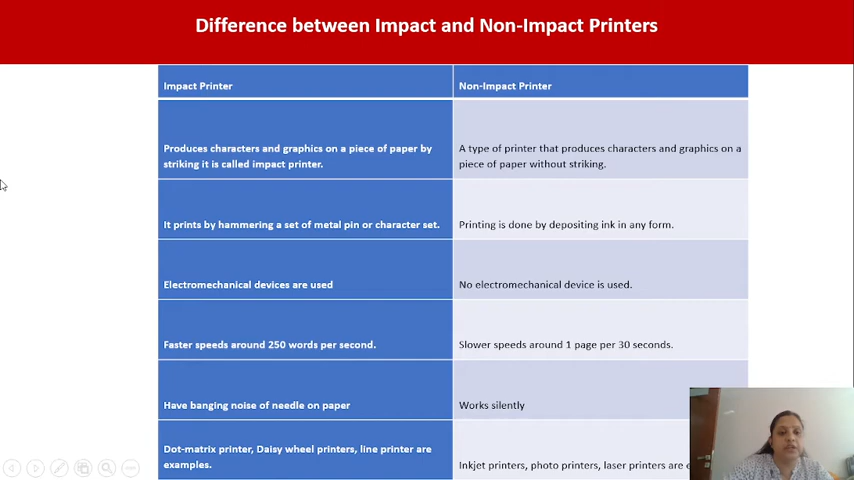 Difference between Impact and Non-Impact Printers
Impact Printer
Non-Impact Printer
Produces characters and graphics on a piece of paper by
striking it is called impact printer.
A type of printer that produces characters and graphics on a
piece of paper without striking.
It prints by hammering a set of metal pin or character set.
Printing is done by depositing ink in any form.
Electromechanical devices are used
No electromechanical device is used.
Faster speeds around 250 words per second.
Slower speeds around 1 page per 30 seconds.
Have banging noise of needle on paper
Works silently
Dot-matrix printer, Daisy wheel printers, line printer are
examples.
Inkjet printers, photo printers, laser printers are